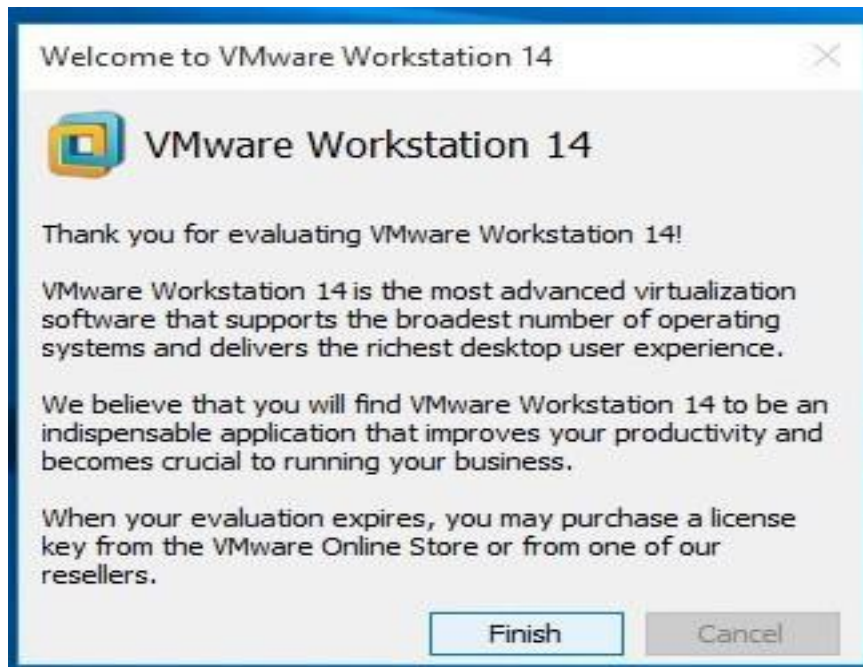 Welcome to VMware Workstation 14
VMware Workstation 14
Thank you for evaluating VMware Workstation 14!
VMware Workstation 14 is the most advanced virtualization
software that supports the broadest number of operating
systems and delivers the richest desktop user experience.
We believe that you will find VMware Workstation 14 to be an
indispensable application that improves your productivity and
becomes crucial to running your business.
When your evaluation expires, you may purchase a license
key from the VMware Online Store or from one of our
resellers.
Finish
Cancel